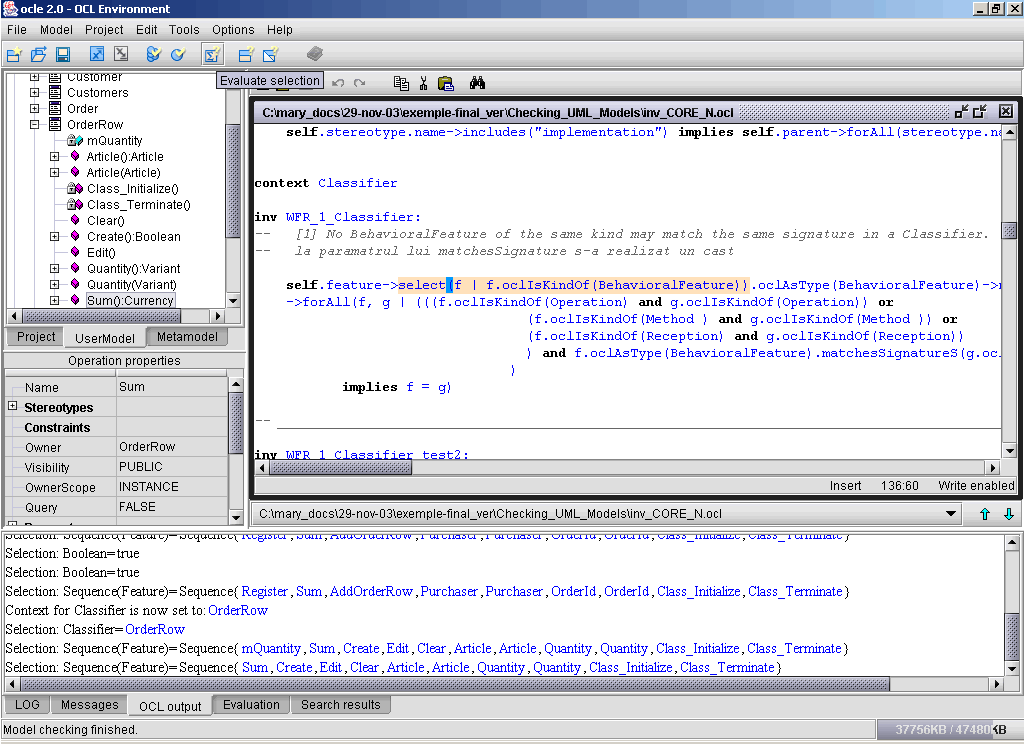 ocle 2.0 - OCL Environment
File Model Project Edit Tools Options Help
Evaluate selection
Customer
Customers
Order
OrderRow
mQuantity
Article():Article
Article(Article)
Class_Initialize()
Class_Terminate()
Clear()
Create():Boolean
Edit()
Quantity():Variant
Quantity(Variant)
Sum():Currency
Project UserModel Metamodel
Operation properties
Name Sum
Stereotypes
Constraints
Owner OrderRow
Visibility PUBLIC
OwnerScope INSTANCE
Query FALSE
C:\mary_docs\29-nov-03\exemple-final_ver\Checking_UML_Models\inv_CORE_N.ocl
self.stereotype.name->includes("implementation") implies self.parent->forAll(stereotype.
context Classifier
inv WFR_1_Classifier:
-- [1] No BehavioralFeature of the same kind may match the same signature in a Classifier.
-- la paramatrul lui matchesSignature s-a realizat un cast
self.feature->select(f | f.oclIsKindOf(BehavioralFeature)).oclAsType(BehavioralFeature)->
->forAll(f, g | (((f.oclIsKindOf(Operation) and g.oclIsKindOf(Operation)) or
(f.oclIsKindOf(Method ) and g.oclIsKindOf(Method )) or
(f.oclIsKindOf(Reception) and g.oclIsKindOf(Reception))
) and f.oclAsType(BehavioralFeature).matchesSignatureS(g.oc
)
implies f = g)
-- 
inv WFR_1_Classifier_test2:
Insert 136:60 Write enabled
C:\mary_docs\29-nov-03\exemple-final_ver\Checking_UML_Models\inv_CORE_N.ocl
Selection: Sequence(Feature)=Sequence{ Register , Sum , AddOrderRow , Purchaser , Purchaser , OrderId , OrderId , Class_Initialize , Class_Terminate }
Selection: Boolean=true
Selection: Boolean=true
Selection: Sequence(Feature)=Sequence{ Register , Sum , AddOrderRow , Purchaser , Purchaser , OrderId , OrderId , Class_Initialize , Class_Terminate }
Context for Classifier is now set to: OrderRow
Selection: Classifier= OrderRow
Selection: Sequence(Feature)=Sequence{ mQuantity , Sum , Create , Edit , Clear , Article , Article , Quantity , Quantity , Class_Initialize , Class_Terminate }
Selection: Sequence(Feature)=Sequence{ Sum , Create , Edit , Clear , Article , Article , Quantity , Quantity , Class_Initialize , Class_Terminate }
LOG Messages OCL output Evaluation Search results
Model checking finished. 37756KB / 47480KB